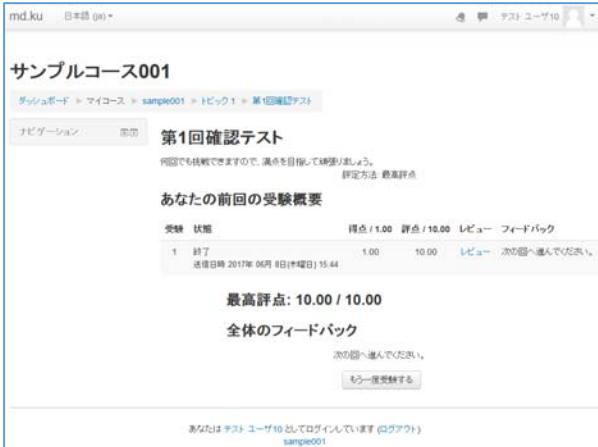 md.ku 日本語 (ja) テスト ユーザ10
サンプルコース001
ダッシュボード ▶ マイコース ▶ sample001 ▶ トピック 1 ▶ 第1回確認テスト
ナビゲーション
第1回確認テスト
何回でも挑戦できますので、満点を目指して頑張りましょう。
評定方法: 最高評点
あなたの前回の受験概要
受験 状態 得点 / 1.00 評点 / 10.00 レビュー フィードバック
1 終了 1.00 10.00 レビュー 次の回へ進んでください。
送信日時 2017年 06月 8日(木曜日) 15:44
最高評点: 10.00 / 10.00
全体のフィードバック
次の回へ進んでください。
もう一度受験する
あなたは テスト ユーザ10 としてログインしています (ログアウト)
sample001